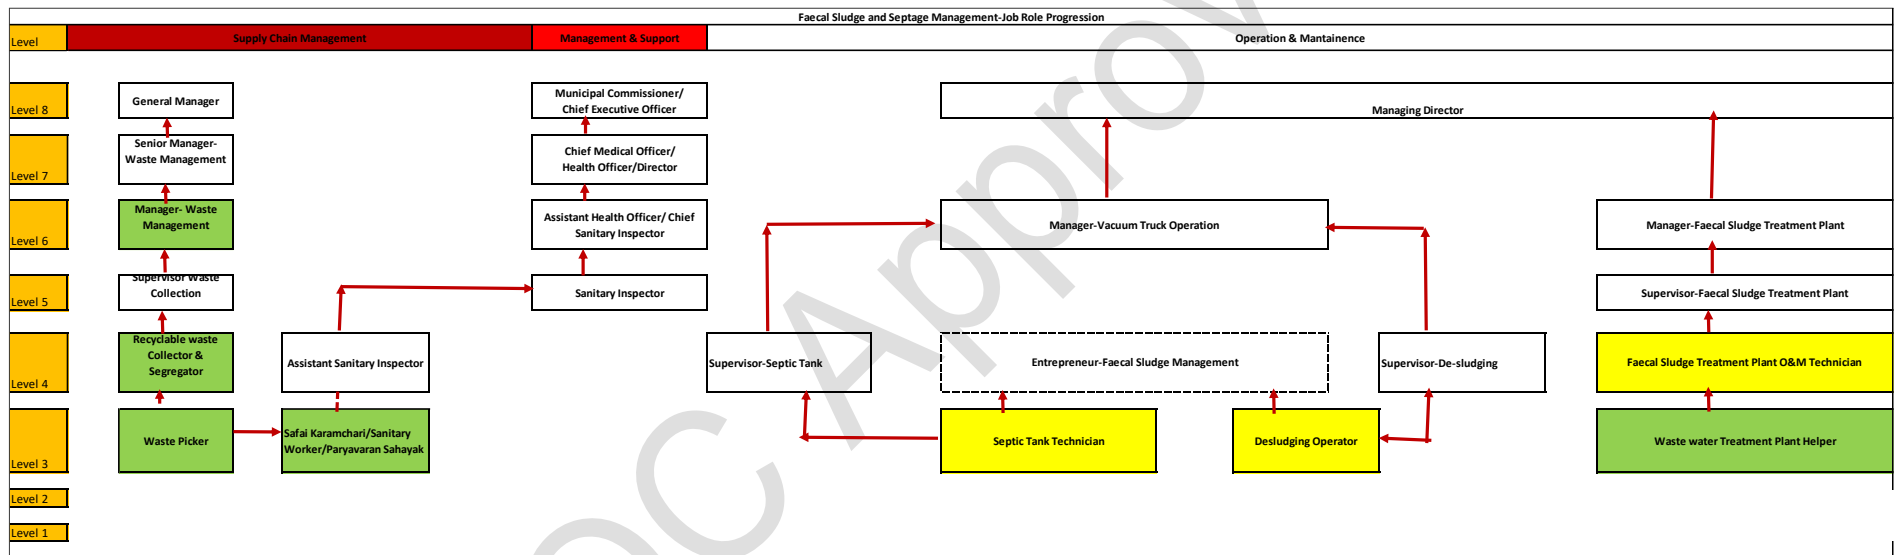 Faecal Sludge and Septage Management-Job Role Progression
Level
Supply Chain Management
Management & Support
Operation & Mantainence
Level 8
General Manager
Municipal Commissioner/
Chief Executive Officer
Managing Director
Level 7
Senior Manager-
Waste Management
Chief Medical Officer/
Health Officer/Director
Level 6
Manager- Waste
Management
Assistant Health Officer/ Chief
Sanitary Inspector
Manager-Vacuum Truck Operation
Manager-Faecal Sludge Treatment Plant
Level 5
Supervisor Waste
Collection
Sanitary Inspector
Supervisor-Faecal Sludge Treatment Plant
Level 4
Recyclable waste
Collector &
Segregator
Assistant Sanitary Inspector
Supervisor-Septic Tank
Entrepreneur-Faecal Sludge Management
Supervisor-De-sludging
Faecal Sludge Treatment Plant O&M Technician
Level 3
Waste Picker
Safai Karamchari/Sanitary
Worker/Paryavaran Sahayak
Septic Tank Technician
Desludging Operator
Waste water Treatment Plant Helper
Level 2
Level 1